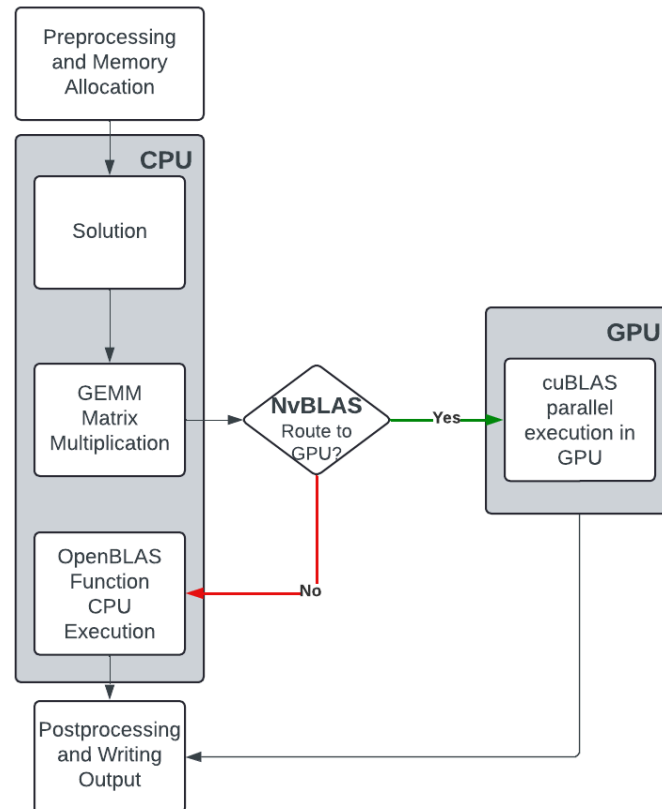 Preprocessing
and Memory
Allocation
CPU
Solution
GEMM
Matrix
Multiplication
NvBLAS
Route to
GPU?
Yes
GPU
cuBLAS
parallel
execution in
GPU
No
OpenBLAS
Function
CPU
Execution
Postprocessing
and Writing
Output